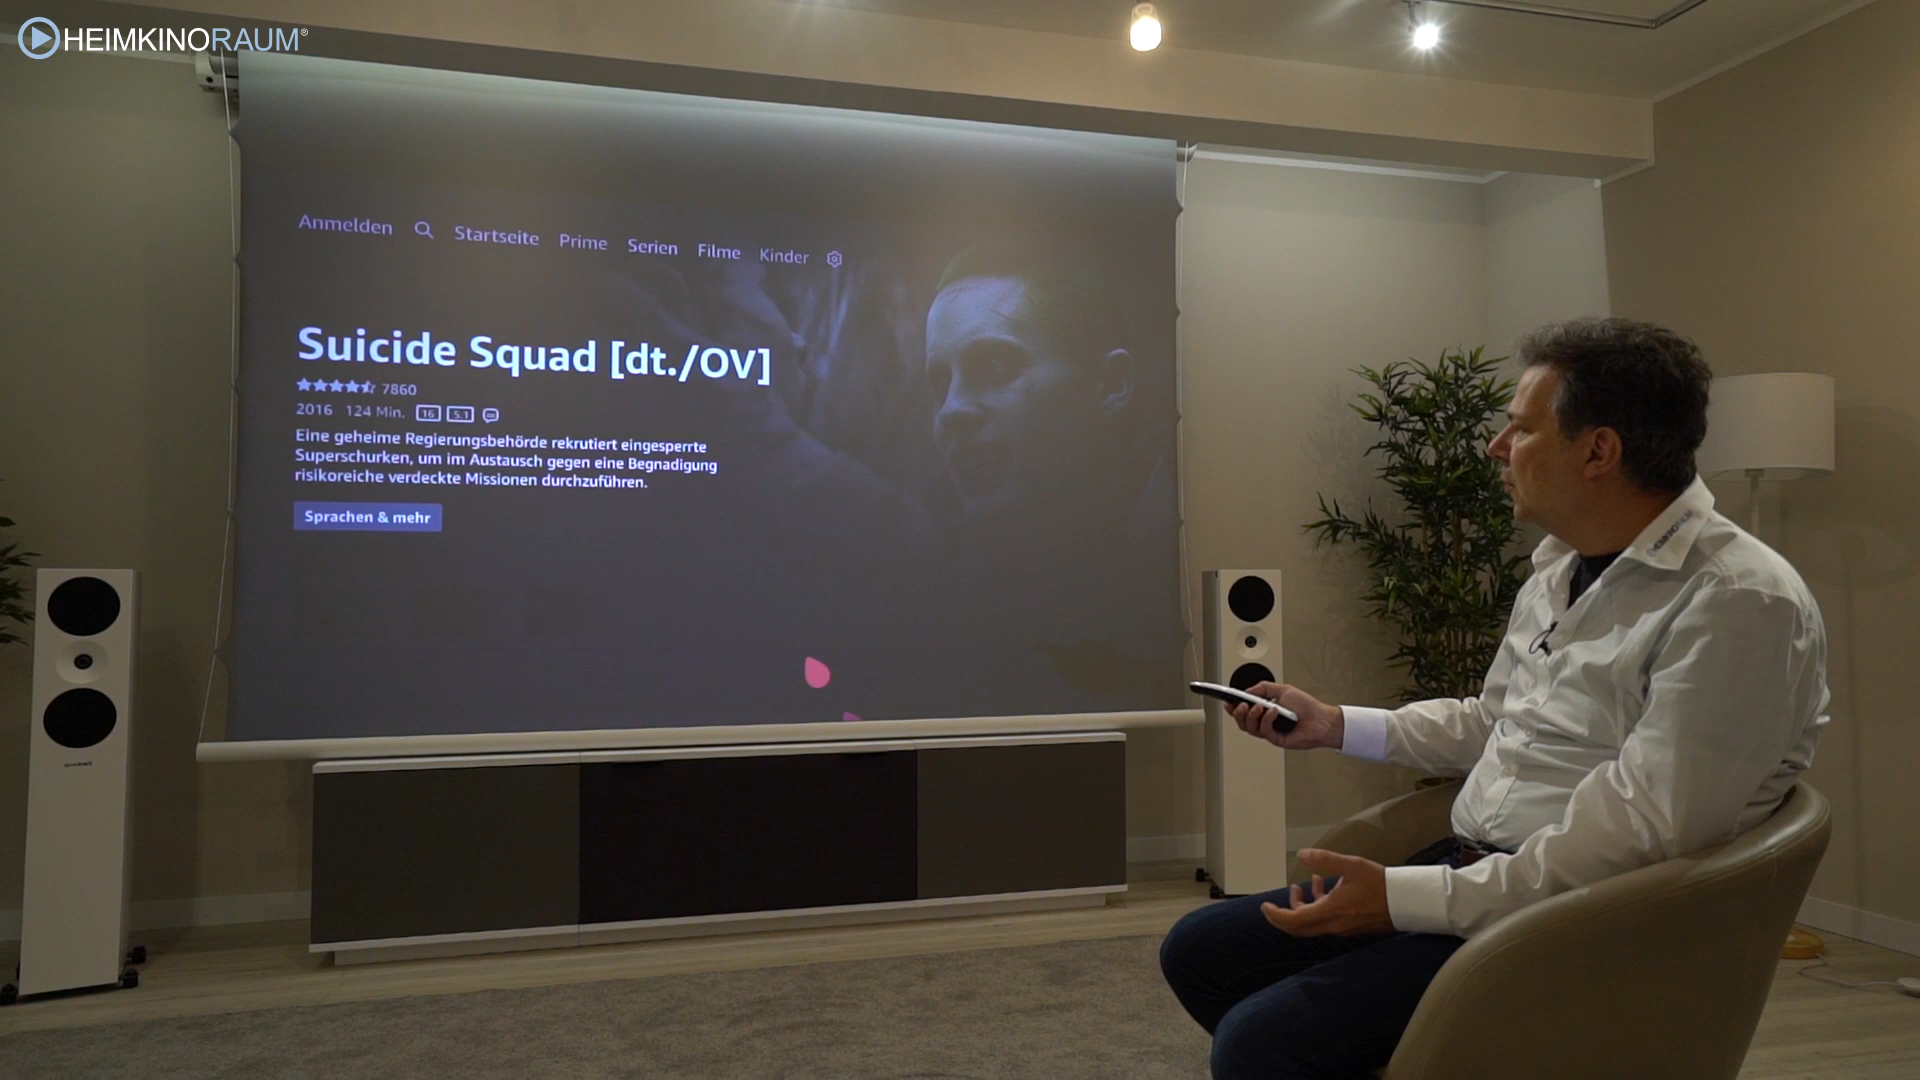 HEIMKINORAUM®
Anmelden Startseite Prime Serien Filme Kinder
Suicide Squad [dt./OV]
7860
2016 124 Min. 16 5.1
Eine geheime Regierungsbehörde rekrutiert eingesperrte
Superschurken, um im Austausch gegen eine Begnadigung
risikoreiche verdeckte Missionen durchzuführen.
Sprachen & mehr
HEIMKINORAUM